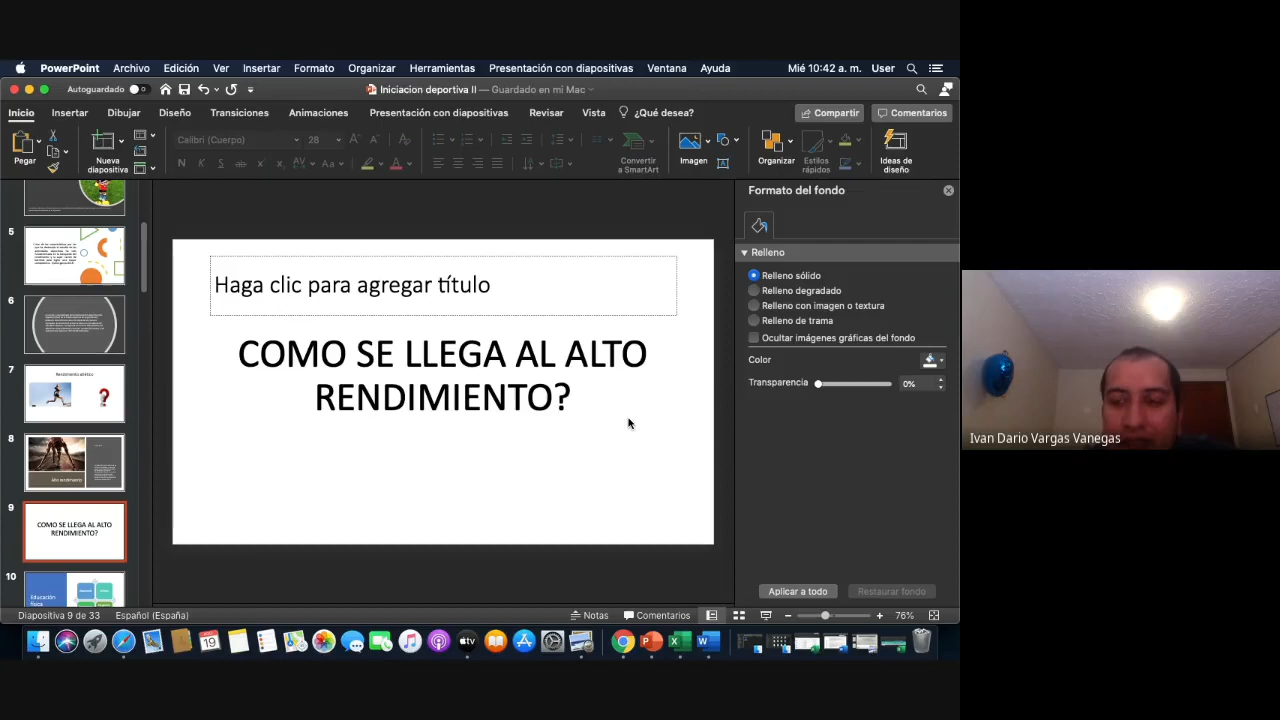 PowerPoint Archivo Edición Ver Insertar Formato Organizar Herramientas Presentación con diapositivas Ventana Ayuda Mié 10:42 a. m. User
Autoguardado Iniciacion deportiva II — Guardado en mi Mac
Inicio Insertar Dibujar Diseño Transiciones Animaciones Presentación con diapositivas Revisar Vista ¿Qué desea? Compartir Comentarios
Calibri (Cuerpo) 28
Pegar Nueva diapositiva Convertir a SmartArt Imagen Organizar Estilos rápidos Ideas de diseño
Formato del fondo
Relleno
Relleno sólido
Relleno degradado
Relleno con imagen o textura
Relleno de trama
Ocultar imágenes gráficas del fondo
Color
Transparencia 0%
Aplicar a todo Restaurar fondo
5
6
7
Rendimiento atlético
8
Alto rendimiento
9
COMO SE LLEGA AL ALTO
RENDIMIENTO?
10
Educación
física
Haga clic para agregar título
COMO SE LLEGA AL ALTO
RENDIMIENTO?
Diapositiva 9 de 33 Español (España) Notas Comentarios 76%
19
tv
Ivan Dario Vargas Vanegas